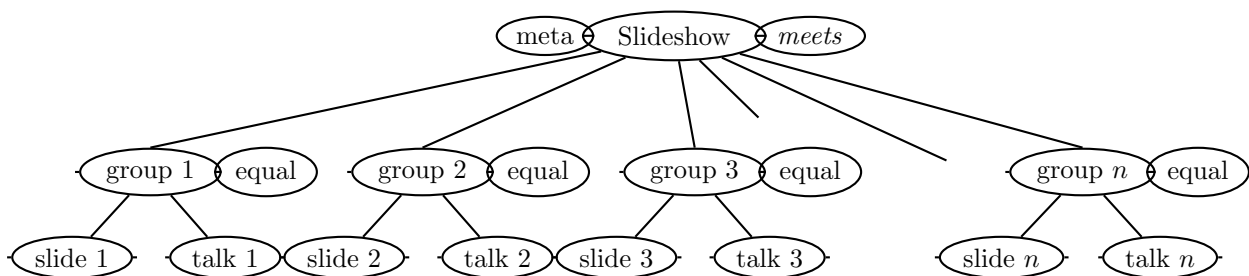 meta Slideshow meets
group 1 equal group 2 equal group 3 equal group n equal
slide 1 talk 1 slide 2 talk 2 slide 3 talk 3 slide n talk n